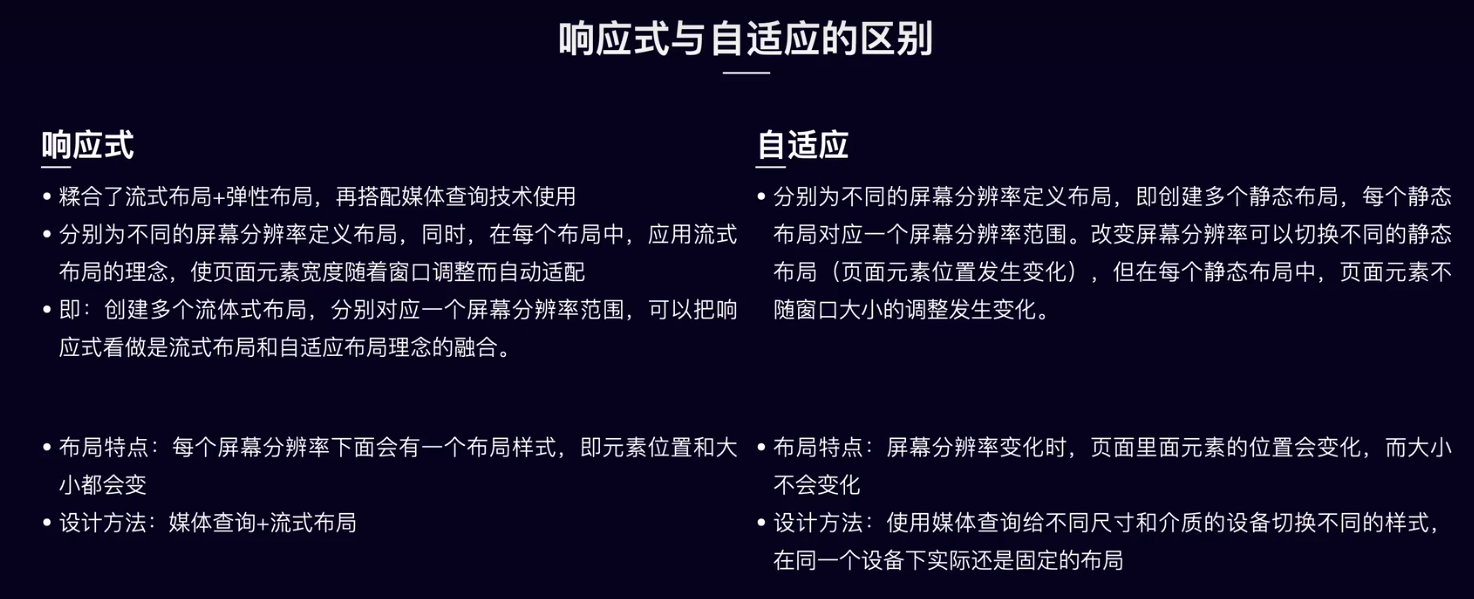 响应式与自适应的区别
响应式
• 糅合了流式布局+弹性布局，再搭配媒体查询技术使用
• 分别为不同的屏幕分辨率定义布局，同时，在每个布局中，应用流式
布局的理念，使页面元素宽度随着窗口调整而自动适配
• 即：创建多个流体式布局，分别对应一个屏幕分辨率范围，可以把响
应式看做是流式布局和自适应布局理念的融合。
• 布局特点：每个屏幕分辨率下面会有一个布局样式，即元素位置和大
小都会变
• 设计方法：媒体查询+流式布局
自适应
• 分别为不同的屏幕分辨率定义布局，即创建多个静态布局，每个静态
布局对应一个屏幕分辨率范围。改变屏幕分辨率可以切换不同的静态
布局（页面元素位置发生变化），但在每个静态布局中，页面元素不
随窗口大小的调整发生变化。
• 布局特点：屏幕分辨率变化时，页面里面元素的位置会变化，而大小
不会变化
• 设计方法：使用媒体查询给不同尺寸和介质的设备切换不同的样式，
在同一个设备下实际还是固定的布局